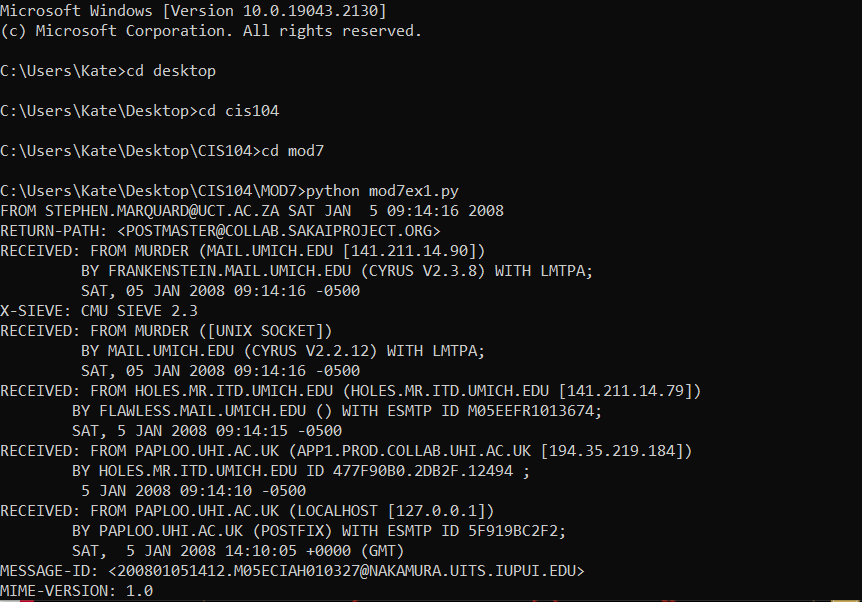 Microsoft Windows [Version 10.0.19043.2130]
(c) Microsoft Corporation. All rights reserved.
C:\Users\Kate>cd desktop
C:\Users\Kate\Desktop>cd cis104
C:\Users\Kate\Desktop\CIS104>cd mod7
C:\Users\Kate\Desktop\CIS104\MOD7>python mod7ex1.py
FROM STEPHEN.MARQUARD@UCT.AC.ZA SAT JAN  5 09:14:16 2008
RETURN-PATH: <POSTMASTER@COLLAB.SAKAIPROJECT.ORG>
RECEIVED: FROM MURDER (MAIL.UMICH.EDU [141.211.14.90])
         BY FRANKENSTEIN.MAIL.UMICH.EDU (CYRUS V2.3.8) WITH LMTPA;
         SAT, 05 JAN 2008 09:14:16 -0500
X-SIEVE: CMU SIEVE 2.3
RECEIVED: FROM MURDER ([UNIX SOCKET])
         BY MAIL.UMICH.EDU (CYRUS V2.2.12) WITH LMTPA;
         SAT, 05 JAN 2008 09:14:16 -0500
RECEIVED: FROM HOLES.MR.ITD.UMICH.EDU (HOLES.MR.ITD.UMICH.EDU [141.211.14.79])
        BY FLAWLESS.MAIL.UMICH.EDU () WITH ESMTP ID M05EEFR1013674;
        SAT, 5 JAN 2008 09:14:15 -0500
RECEIVED: FROM PAPLOO.UHI.AC.UK (APP1.PROD.COLLAB.UHI.AC.UK [194.35.219.184])
        BY HOLES.MR.ITD.UMICH.EDU ID 477F90B0.2DB2F.12494 ;
         5 JAN 2008 09:14:10 -0500
RECEIVED: FROM PAPLOO.UHI.AC.UK (LOCALHOST [127.0.0.1])
        BY PAPLOO.UHI.AC.UK (POSTFIX) WITH ESMTP ID 5F919BC2F2;
        SAT,  5 JAN 2008 14:10:05 +0000 (GMT)
MESSAGE-ID: <200801051412.M05ECIAH010327@NAKAMURA.UITS.IUPUI.EDU>
MIME-VERSION: 1.0